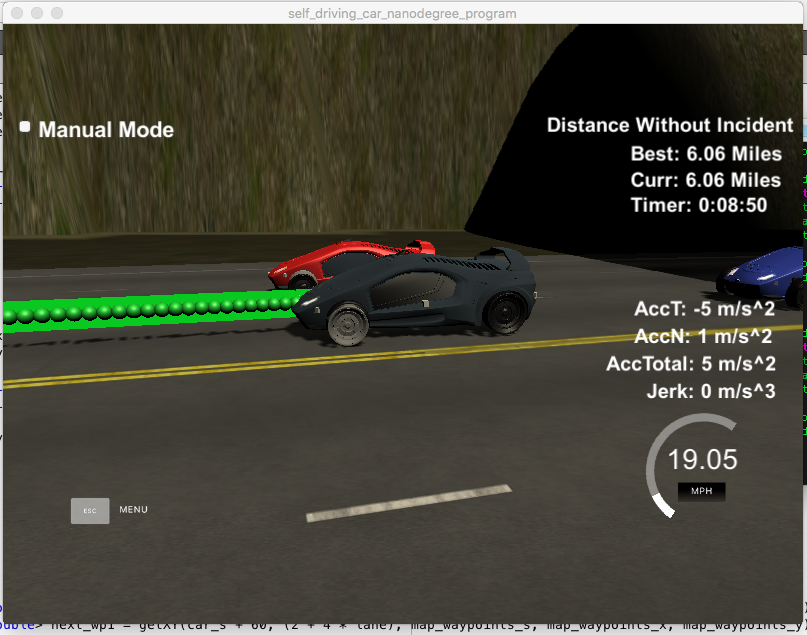 self_driving_car_nanodegree_program
Manual Mode
Distance Without Incident
Best: 6.06 Miles
Curr: 6.06 Miles
Timer: 0:08:50
AccT: -5 m/s^2
AccN: 1 m/s^2
AccTotal: 5 m/s^2
Jerk: 0 m/s^3
19.05
MPH
ESC
MENU
> next_wp1 = getXY(car_s + 60, (2 + 4 * lane), map_waypoints_s, map_waypoints_x, map_waypoints_y